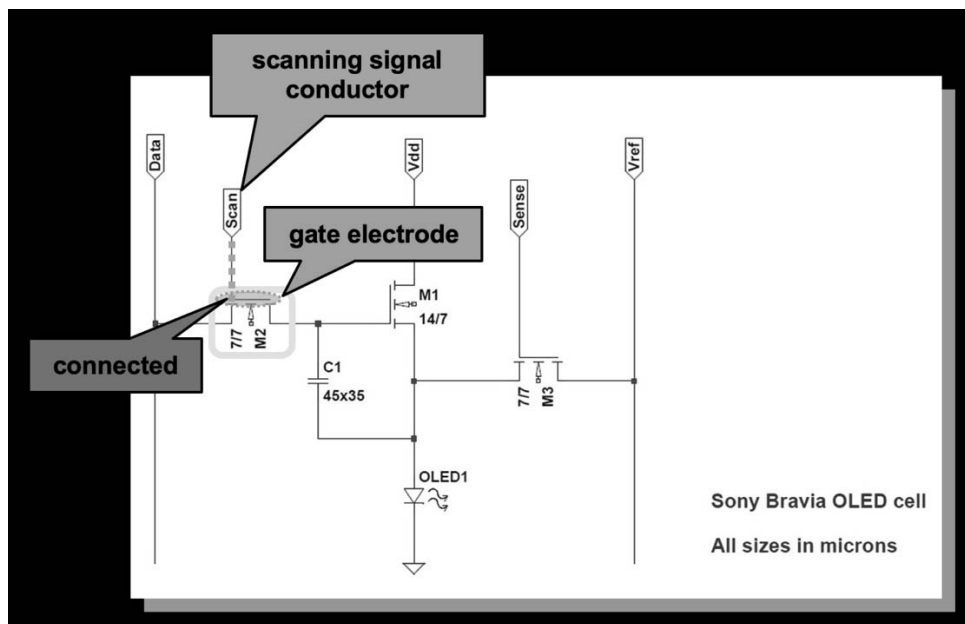 scanning signal
conductor
Data
Scan
Vdd
Sense
Vref
gate electrode
M1
14/7
connected
7/7
M2
C1
45x35
7/7
M3
OLED1
Sony Bravia OLED cell
All sizes in microns